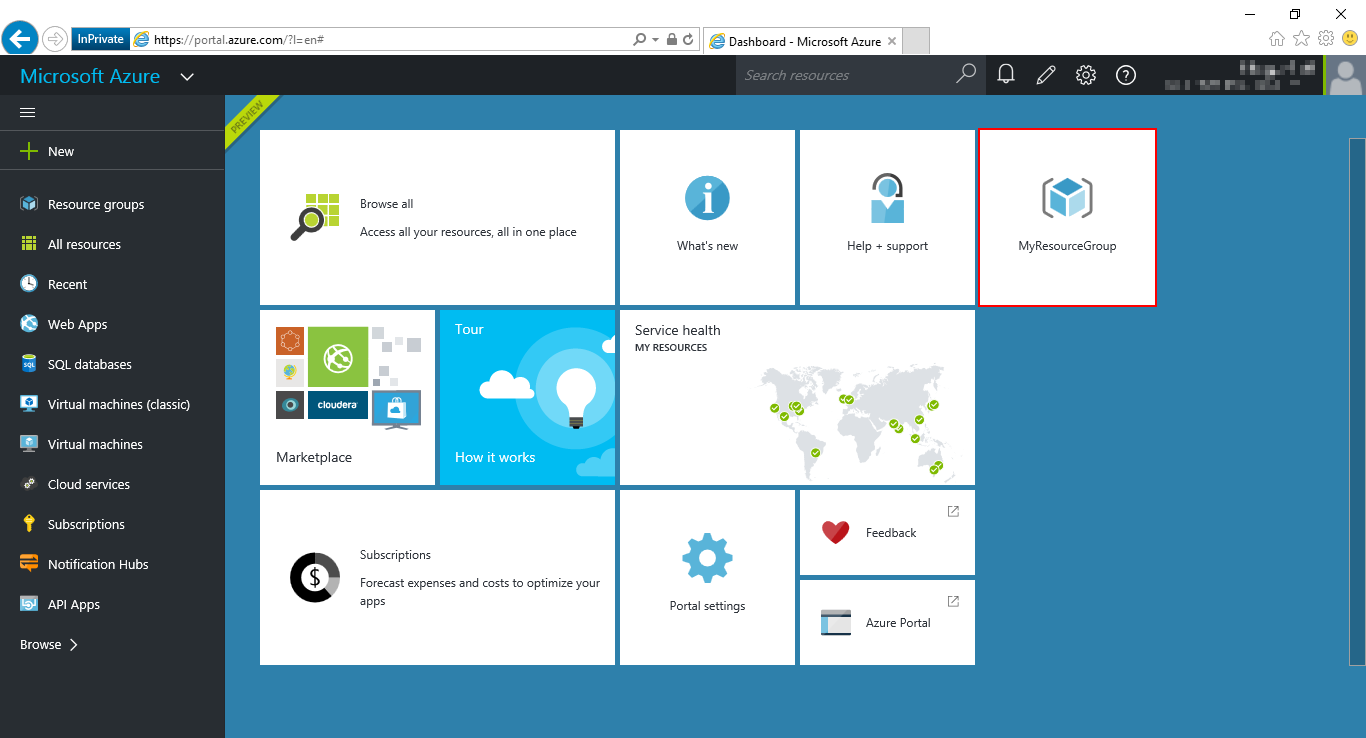 InPrivate
https://portal.azure.com/?l=en#
Dashboard - Microsoft Azure
Microsoft Azure
Search resources
PREVIEW
New
Resource groups
All resources
Recent
Web Apps
SQL
SQL databases
Virtual machines (classic)
Virtual machines
Cloud services
Subscriptions
Notification Hubs
API Apps
Browse
Browse all
Access all your resources, all in one place
What's new
Help + support
MyResourceGroup
cloudera
Marketplace
Tour
How it works
Service health
MY RESOURCES
Subscriptions
Forecast expenses and costs to optimize your
apps
Portal settings
Feedback
Azure Portal